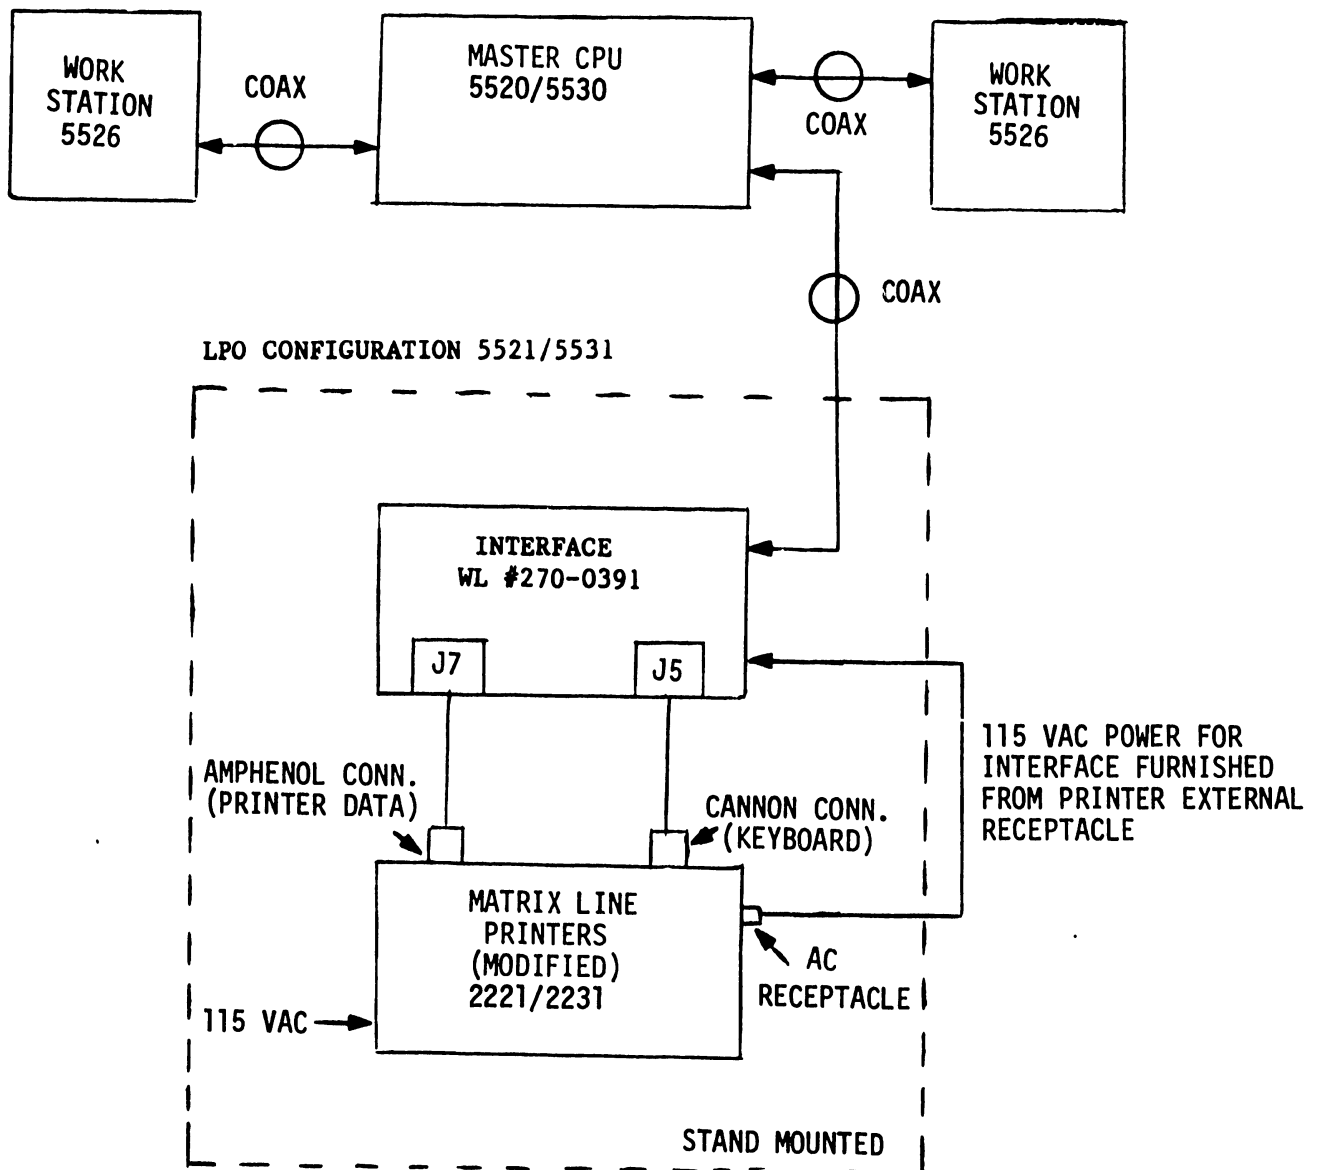 WORK
STATION
5526
COAX
MASTER CPU
5520/5530
COAX
WORK
STATION
5526
COAX
LPO CONFIGURATION 5521/5531
INTERFACE
WL #270-0391
J7
J5
115 VAC POWER FOR
INTERFACE FURNISHED
FROM PRINTER EXTERNAL
RECEPTACLE
AMPHENOL CONN.
(PRINTER DATA)
CANNON CONN.
(KEYBOARD)
MATRIX LINE
PRINTERS
(MODIFIED)
2221/2231
AC
RECEPTACLE
115 VAC
STAND MOUNTED